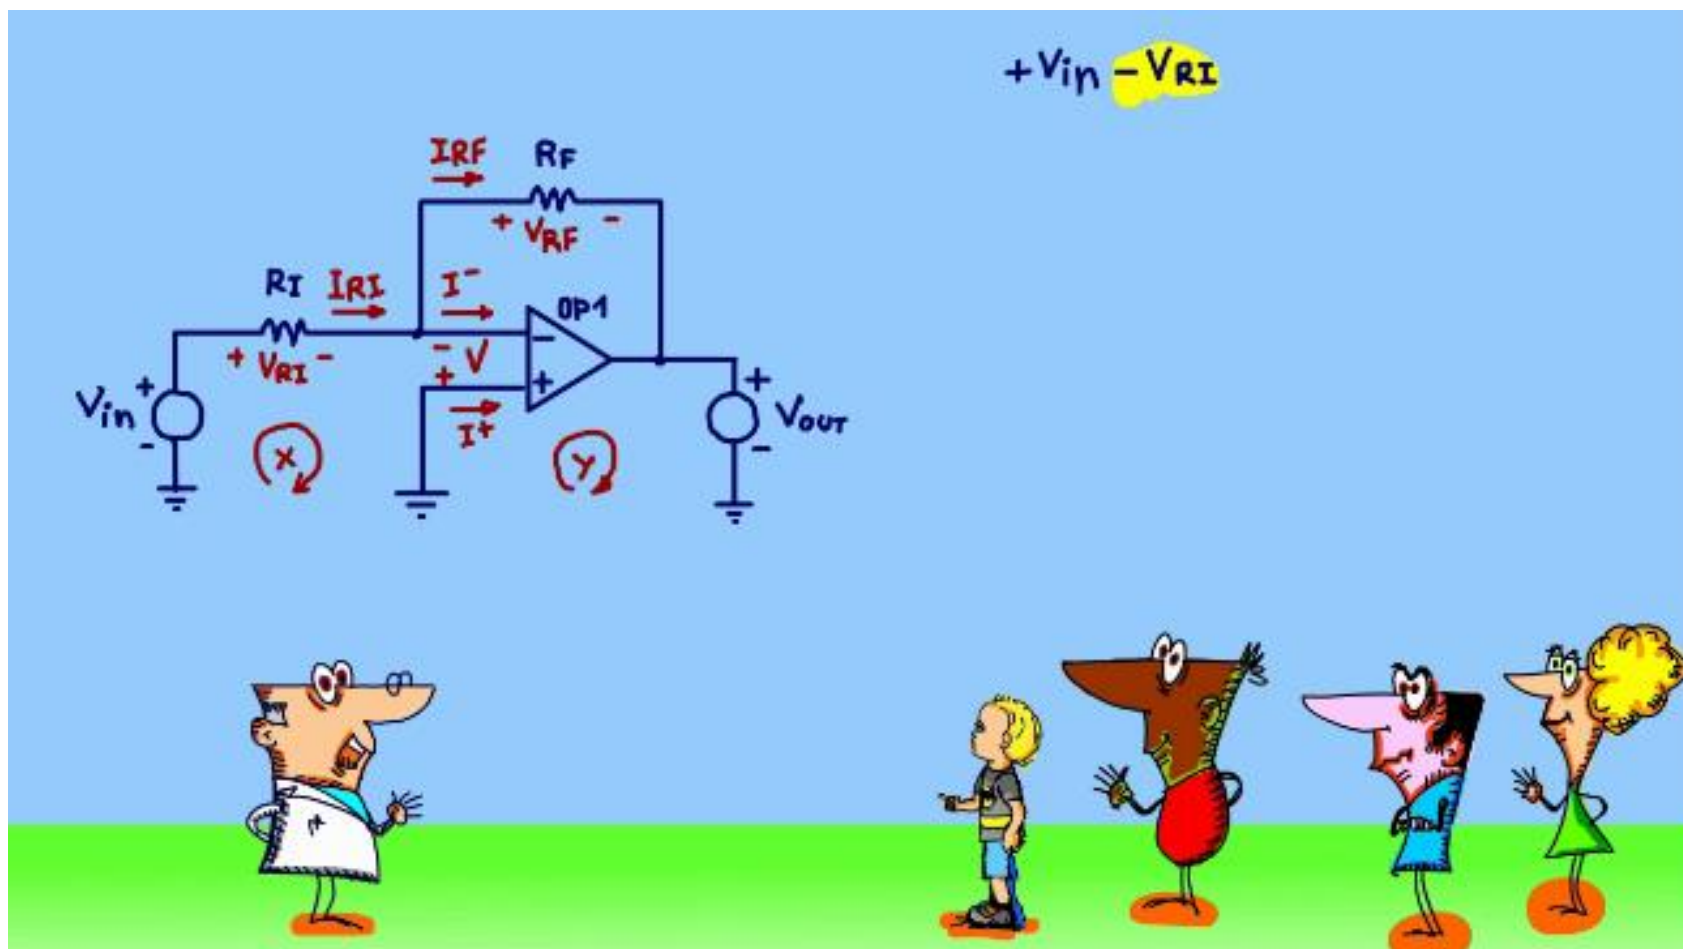 +Vin -VRI
IRF RF
+ VRF -
RI IRI I-
OP1
+ VRI - - V -
+ +
Vin + - I+ + - VOUT
X Y